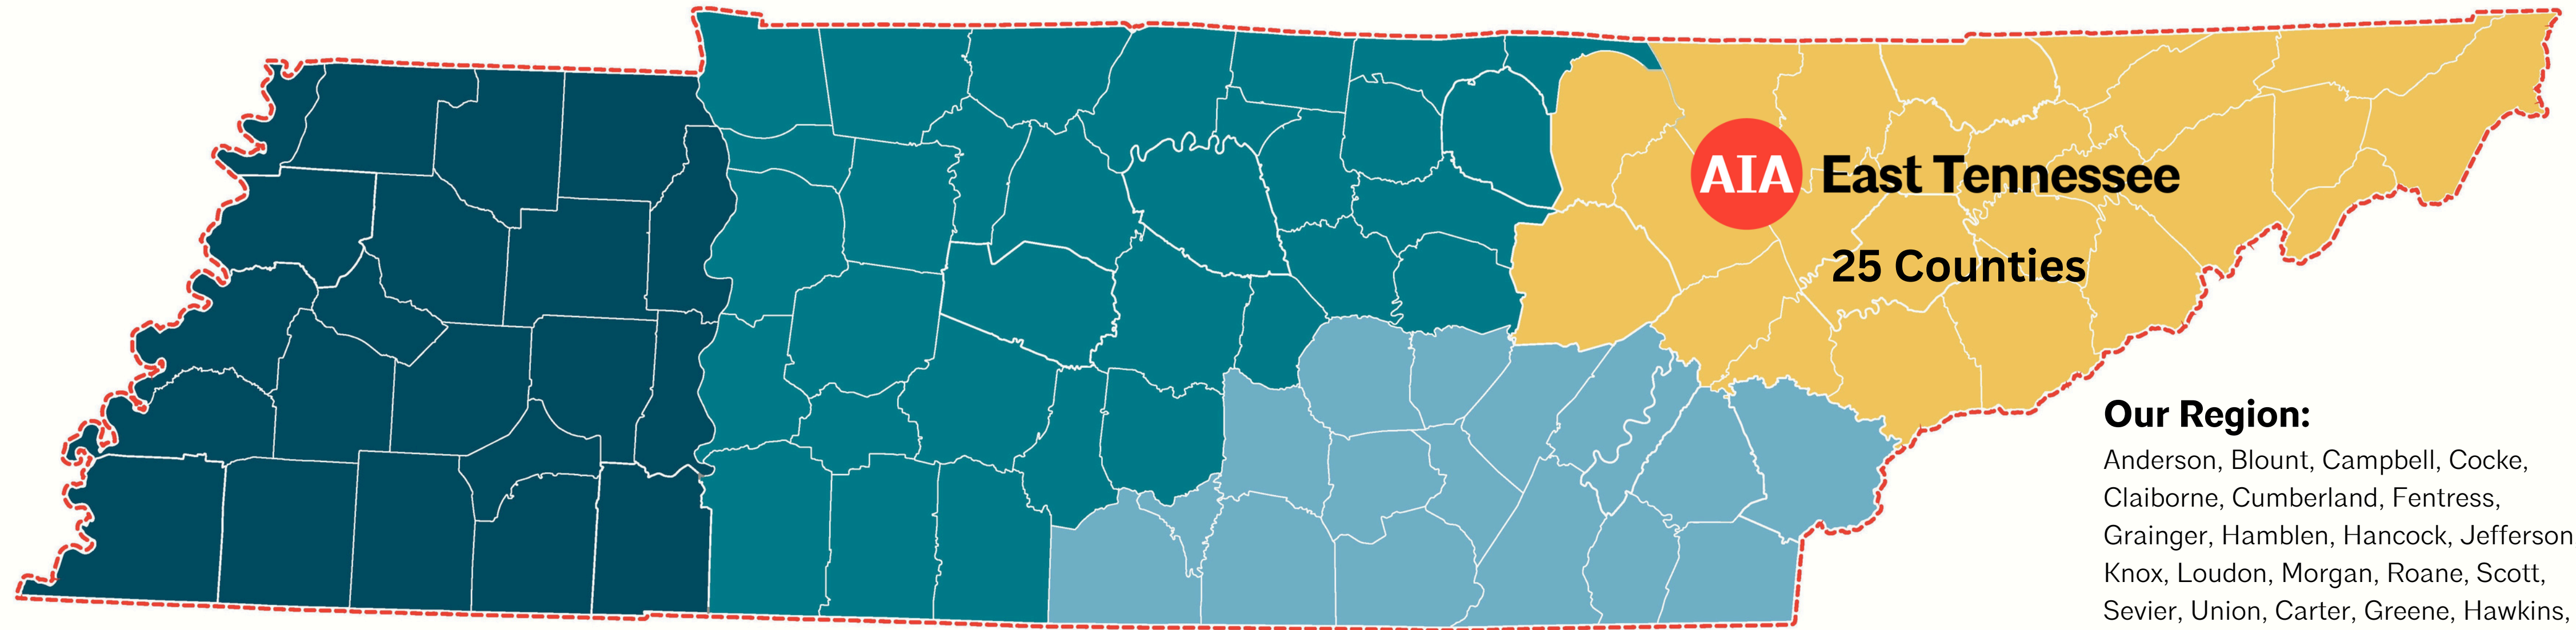 AIA East Tennessee
25 Counties
Our Region:
Anderson, Blount, Campbell, Cocke,
Claiborne, Cumberland, Fentress,
Grainger, Hamblen, Hancock, Jefferson
Knox, Loudon, Morgan, Roane, Scott,
Sevier, Union, Carter, Greene, Hawkins,